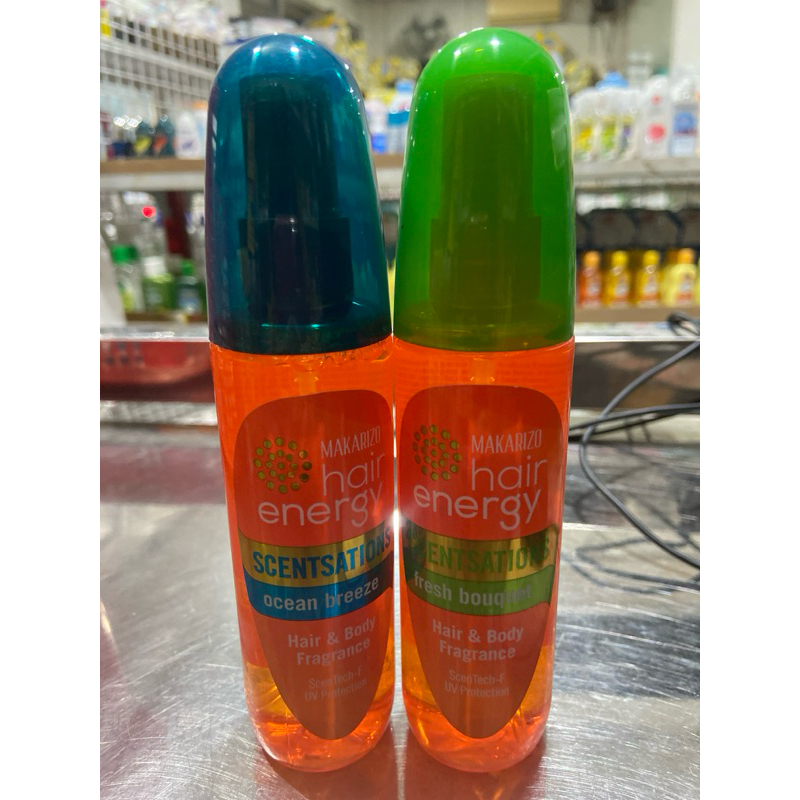 MAKARIZO
hair
energy
SCENTSATIONS
ocean breeze
Hair & Body
Fragrance
ScenTech-F
UV Protection
MAKARIZO
hair
energy
SCENTSATIONS
fresh bouquet
Hair & Body
Fragrance
ScenTech-F
UV Protection